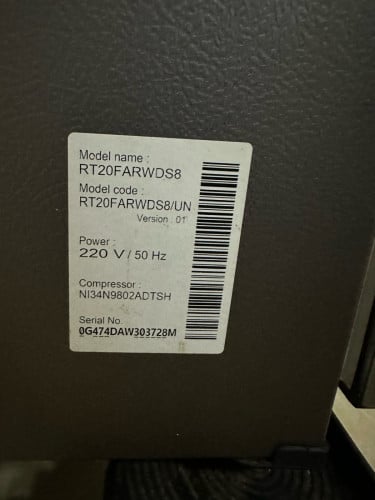 Model name :
RT20FARWDS8
Model code :
RT20FARWDS8/UN
Version : 01
Power :
220 V / 50 Hz
Compressor :
NI34N9802ADTSH
Serial No.
0G474DAW303728M